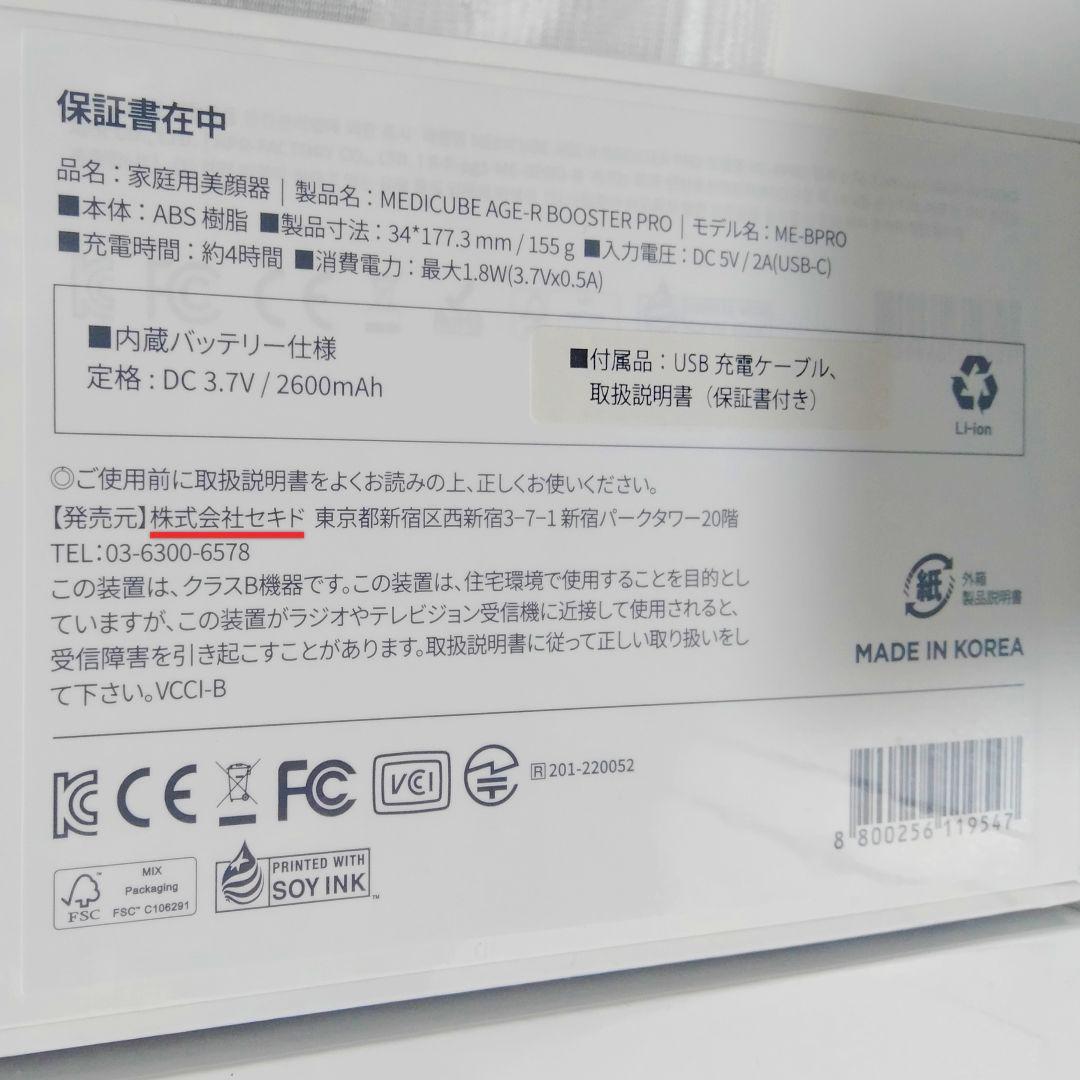 保証書在中
品名：家庭用美顔器 | 製品名：MEDICUBE AGE-R BOOSTER PRO | モデル名：ME-BPRO
■本体：ABS 樹脂 ■製品寸法：34*177.3 mm / 155 g ■入力電圧：DC 5V / 2A(USB-C)
■充電時間：約4時間 ■消費電力：最大1.8W(3.7Vx0.5A)
■内蔵バッテリー仕様
定格 : DC 3.7V / 2600mAh
■付属品：USB 充電ケーブル、
取扱説明書（保証書付き）
Li-ion
◎ご使用前に取扱説明書をよくお読みの上、正しくお使いください。
【発売元】株式会社セキド 東京都新宿区西新宿3-7-1 新宿パークタワー20階
TEL：03-6300-6578
この装置は、クラスB機器です。この装置は、住宅環境で使用することを目的とし
ていますが、この装置がラジオやテレビジョン受信機に近接して使用されると、
受信障害を引き起こすことがあります。取扱説明書に従って正しい取り扱いをし
て下さい。VCCI-B
紙
外箱
製品説明書
MADE IN KOREA
KC CE FC VCI
R 201-220052
8 800256 119547
FSC™
MIX
Packaging
FSC™ C106291
PRINTED WITH
SOY INK™